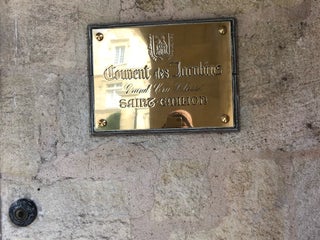 Couvent des Jacobins
Grand Cru Classé
SAINT-EMILION